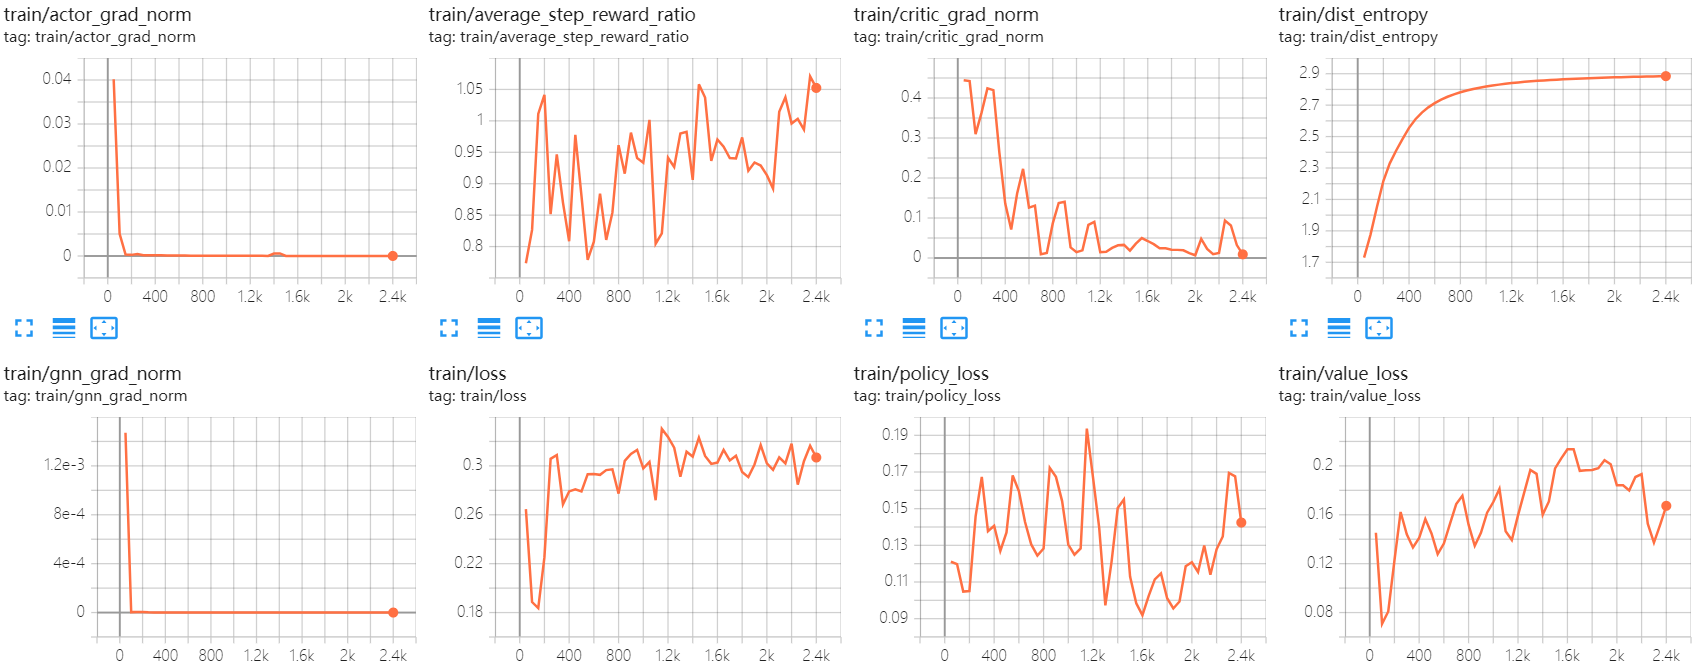 train/actor_grad_norm
tag: train/actor_grad_norm
0.04
0.03
0.02
0.01
0
0 400 800 1.2k 1.6k 2k 2.4k
train/average_step_reward_ratio
tag: train/average_step_reward_ratio
1.05
1
0.95
0.9
0.85
0.8
0 400 800 1.2k 1.6k 2k 2.4k
train/critic_grad_norm
tag: train/critic_grad_norm
0.4
0.3
0.2
0.1
0
0 400 800 1.2k 1.6k 2k 2.4k
train/dist_entropy
tag: train/dist_entropy
2.9
2.7
2.5
2.3
2.1
1.9
1.7
0 400 800 1.2k 1.6k 2k 2.4k
train/gnn_grad_norm
tag: train/gnn_grad_norm
1.2e-3
8e-4
4e-4
0
0 400 800 1.2k 1.6k 2k 2.4k
train/loss
tag: train/loss
0.3
0.26
0.22
0.18
0 400 800 1.2k 1.6k 2k 2.4k
train/policy_loss
tag: train/policy_loss
0.19
0.17
0.15
0.13
0.11
0.09
0 400 800 1.2k 1.6k 2k 2.4k
train/value_loss
tag: train/value_loss
0.2
0.16
0.12
0.08
0 400 800 1.2k 1.6k 2k 2.4k